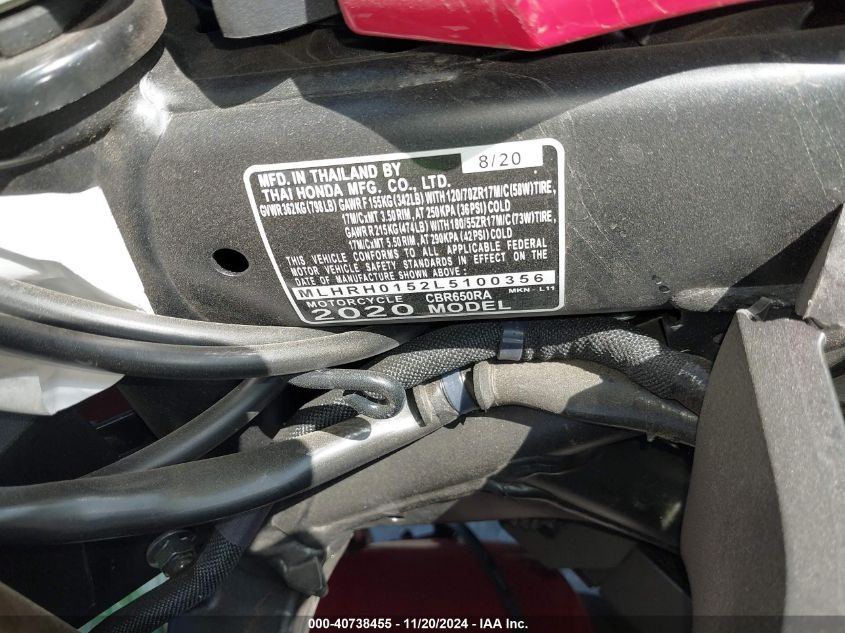 MFD. IN THAILAND BY 8/20
THAI HONDA MFG. CO., LTD.
GVWR 362KG (798LB) GAWR F 155KG (342LB) WITH 120/70ZR17M/C(58W)TIRE,
17M/CxMT 3.50 RIM, AT 250KPA (36PSI) COLD
GAWR R 215KG (474LB) WITH 180/55ZR17M/C(73W)TIRE,
17M/CxMT 5.50 RIM, AT 290KPA (42PSI) COLD
THIS VEHICLE CONFORMS TO ALL APPLICABLE FEDERAL
MOTOR VEHICLE SAFETY STANDARDS IN EFFECT ON THE
DATE OF MANUFACTURE SHOWN ABOVE.
MLHRH0152L5100356
MOTORCYCLE CBR650RA MKN-L11
2020 MODEL
000-40738455 - 11/20/2024 - IAA Inc.